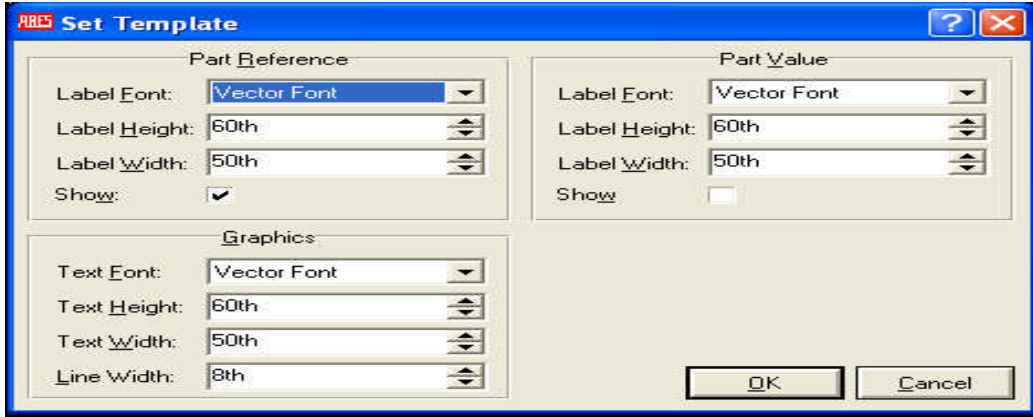 ARES Set Template
Part Reference
Label Font: Vector Font
Label Height: 60th
Label Width: 50th
Show:
Part Value
Label Font: Vector Font
Label Height: 60th
Label Width: 50th
Show
Graphics
Text Font: Vector Font
Text Height: 60th
Text Width: 50th
Line Width: 8th
OK Cancel